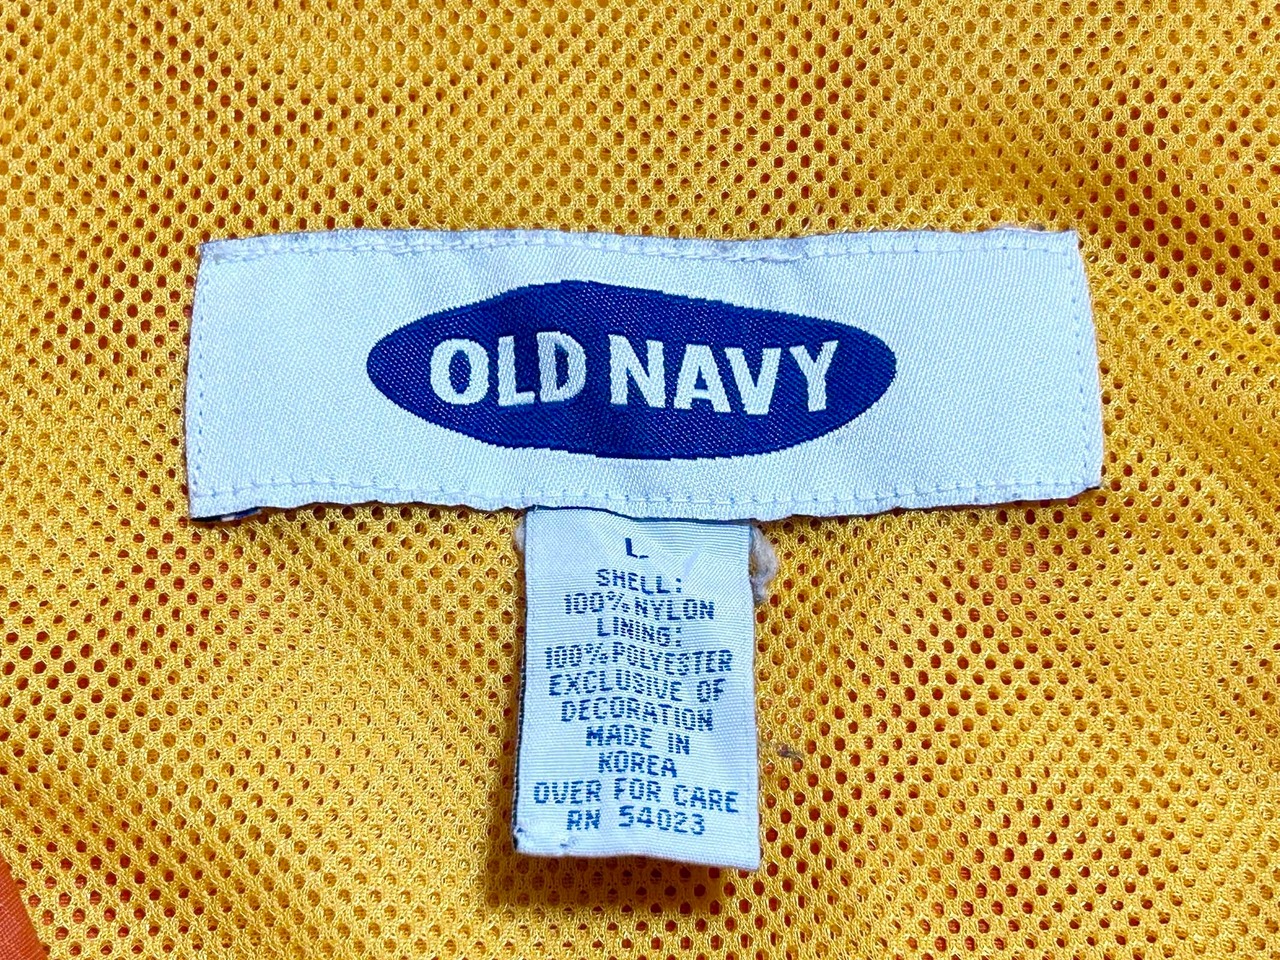 OLD NAVY
L
SHELL:
100% NYLON
LINING:
100% POLYESTER
EXCLUSIVE OF
DECORATION
MADE IN
KOREA
OVER FOR CARE
RN 54023